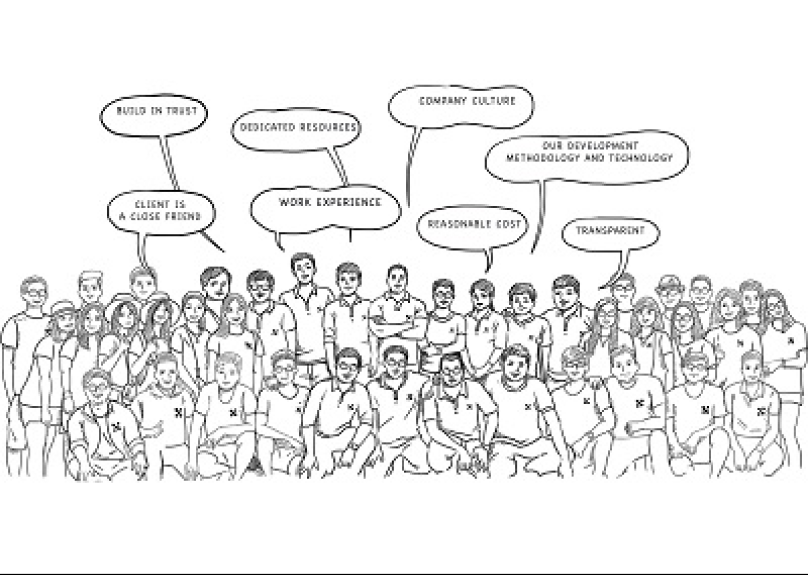 BUILD IN TRUST
DEDICATED RESOURCES
COMPANY CULTURE
OUR DEVELOPMENT
METHODOLOGY AND TECHNOLOGY
CLIENT IS
A CLOSE FRIEND
WORK EXPERIENCE
REASONABLE COST
TRANSPARENT